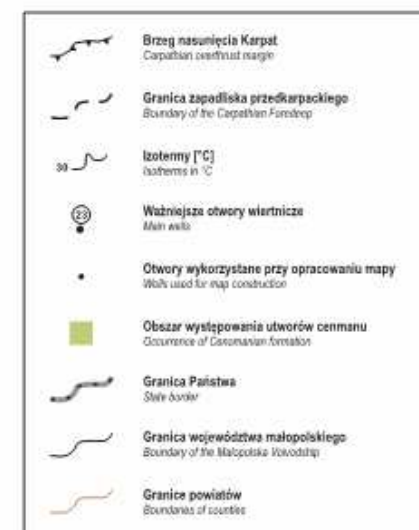 Brzeg nasunięcia Karpat
Carpathian overthrust margin
Granica zapadliska przedkarpackiego
Boundary of the Carpathian Foredeep
30
Izotermy [°C]
Isotherms in °C
23
Ważniejsze otwory wiertnicze
Main wells
Otwory wykorzystane przy opracowaniu mapy
Wells used for map construction
Obszar występowania utworów cenmanu
Occurrence of Cenomanian formation
Granica Państwa
State border
Granica województwa małopolskiego
Boundary of the Małopolska Voivodship
Granice powiatów
Boundaries of counties